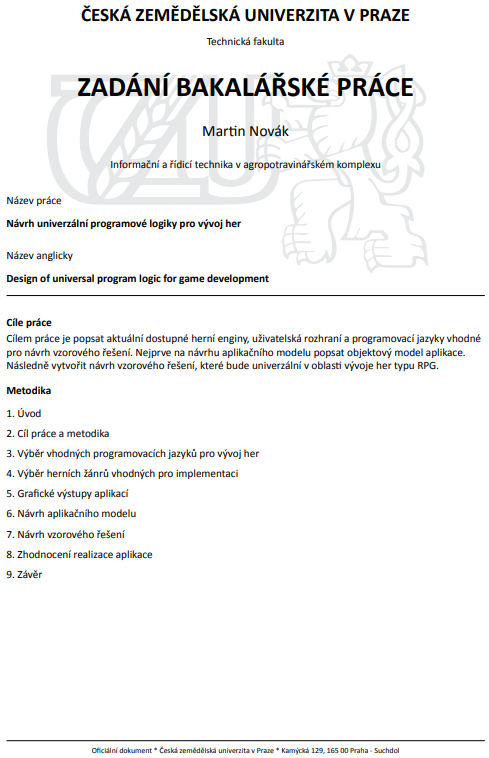 ČESKÁ ZEMĚDĚLSKÁ UNIVERZITA V PRAZE
Technická fakulta
ZADÁNÍ BAKALÁŘSKÉ PRÁCE
Martin Novák
Informační a řídicí technika v agropotravinářském komplexu
Název práce
Návrh univerzální programové logiky pro vývoj her
Název anglicky
Design of universal program logic for game development
Cíle práce
Cílem práce je popsat aktuální dostupné herní enginy, uživatelská rozhraní a programovací jazyky vhodné
pro návrh vzorového řešení. Nejprve na návrhu aplikačního modelu popsat objektový model aplikace.
Následně vytvořit návrh vzorového řešení, které bude univerzální v oblasti vývoje her typu RPG.
Metodika
1. Úvod
2. Cíl práce a metodika
3. Výběr vhodných programovacích jazyků pro vývoj her
4. Výběr herních žánrů vhodných pro implementaci
5. Grafické výstupy aplikací
6. Návrh aplikačního modelu
7. Návrh vzorového řešení
8. Zhodnocení realizace aplikace
9. Závěr
Oficiální dokument * Česká zemědělská univerzita v Praze * Kamýcká 129, 165 00 Praha - Suchdol